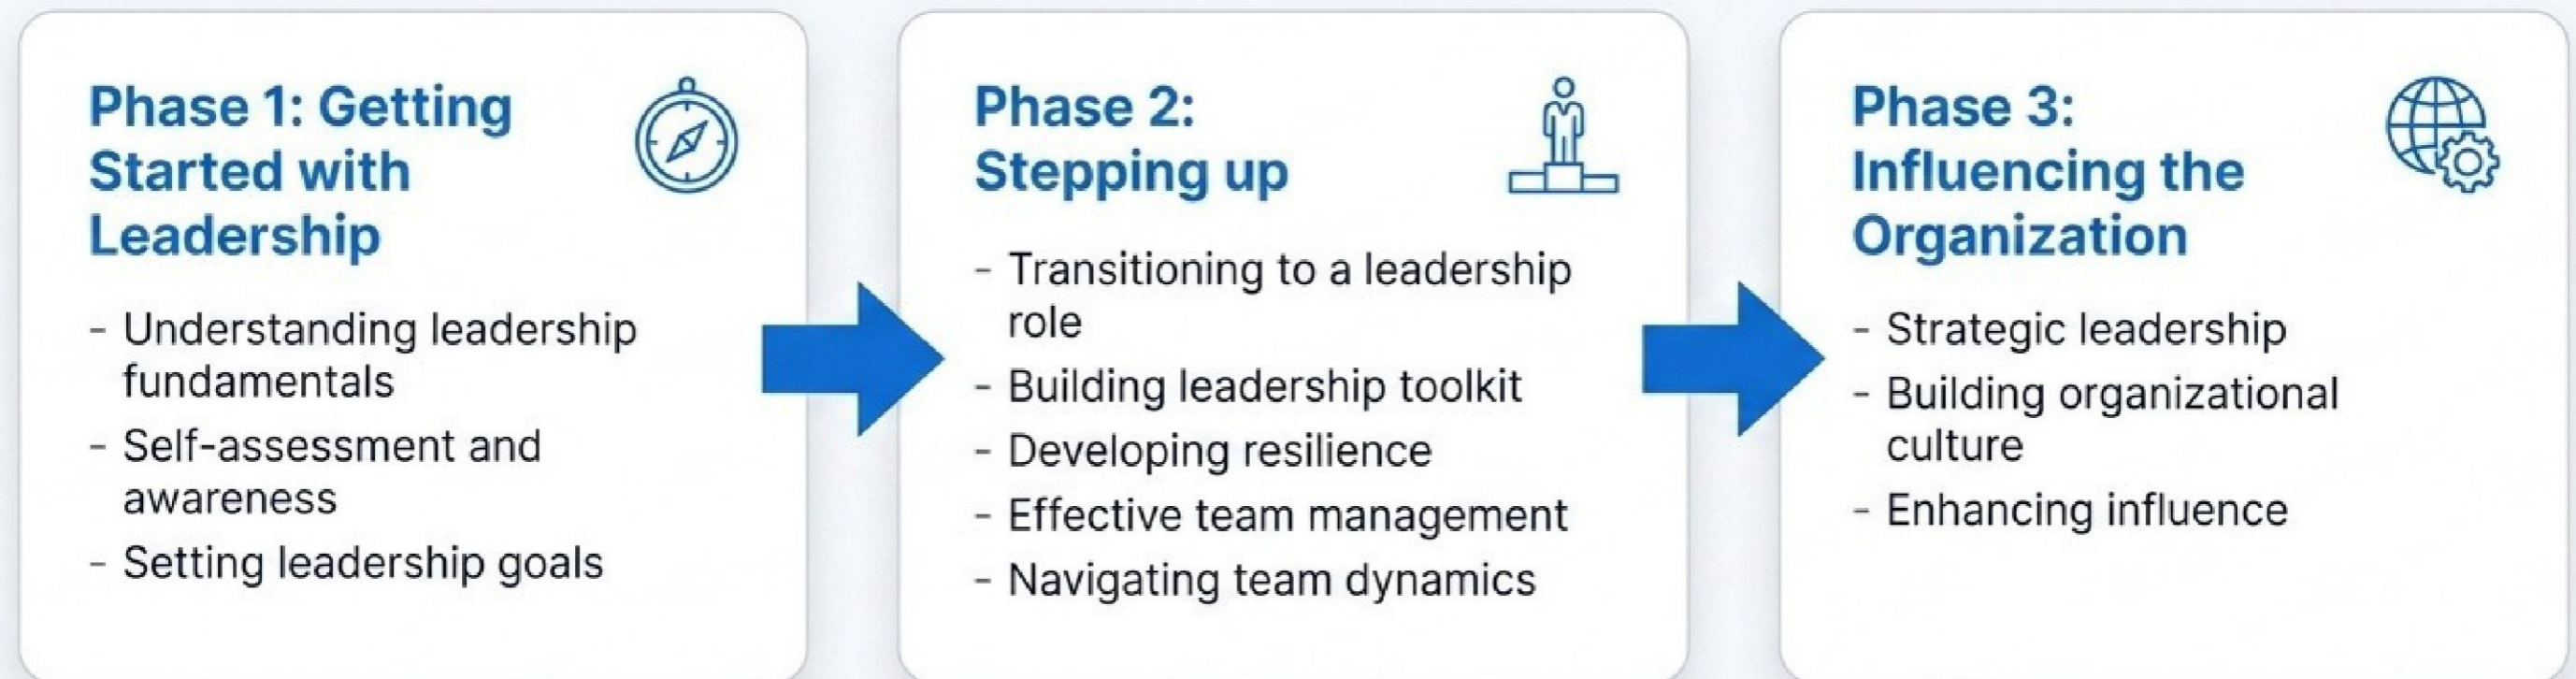 Phase 1: Getting
Started with
Leadership
- Understanding leadership
fundamentals
- Self-assessment and
awareness
- Setting leadership goals
Phase 2:
Stepping up
- Transitioning to a leadership
role
- Building leadership toolkit
- Developing resilience
- Effective team management
- Navigating team dynamics
Phase 3:
Influencing the
Organization
- Strategic leadership
- Building organizational
culture
- Enhancing influence